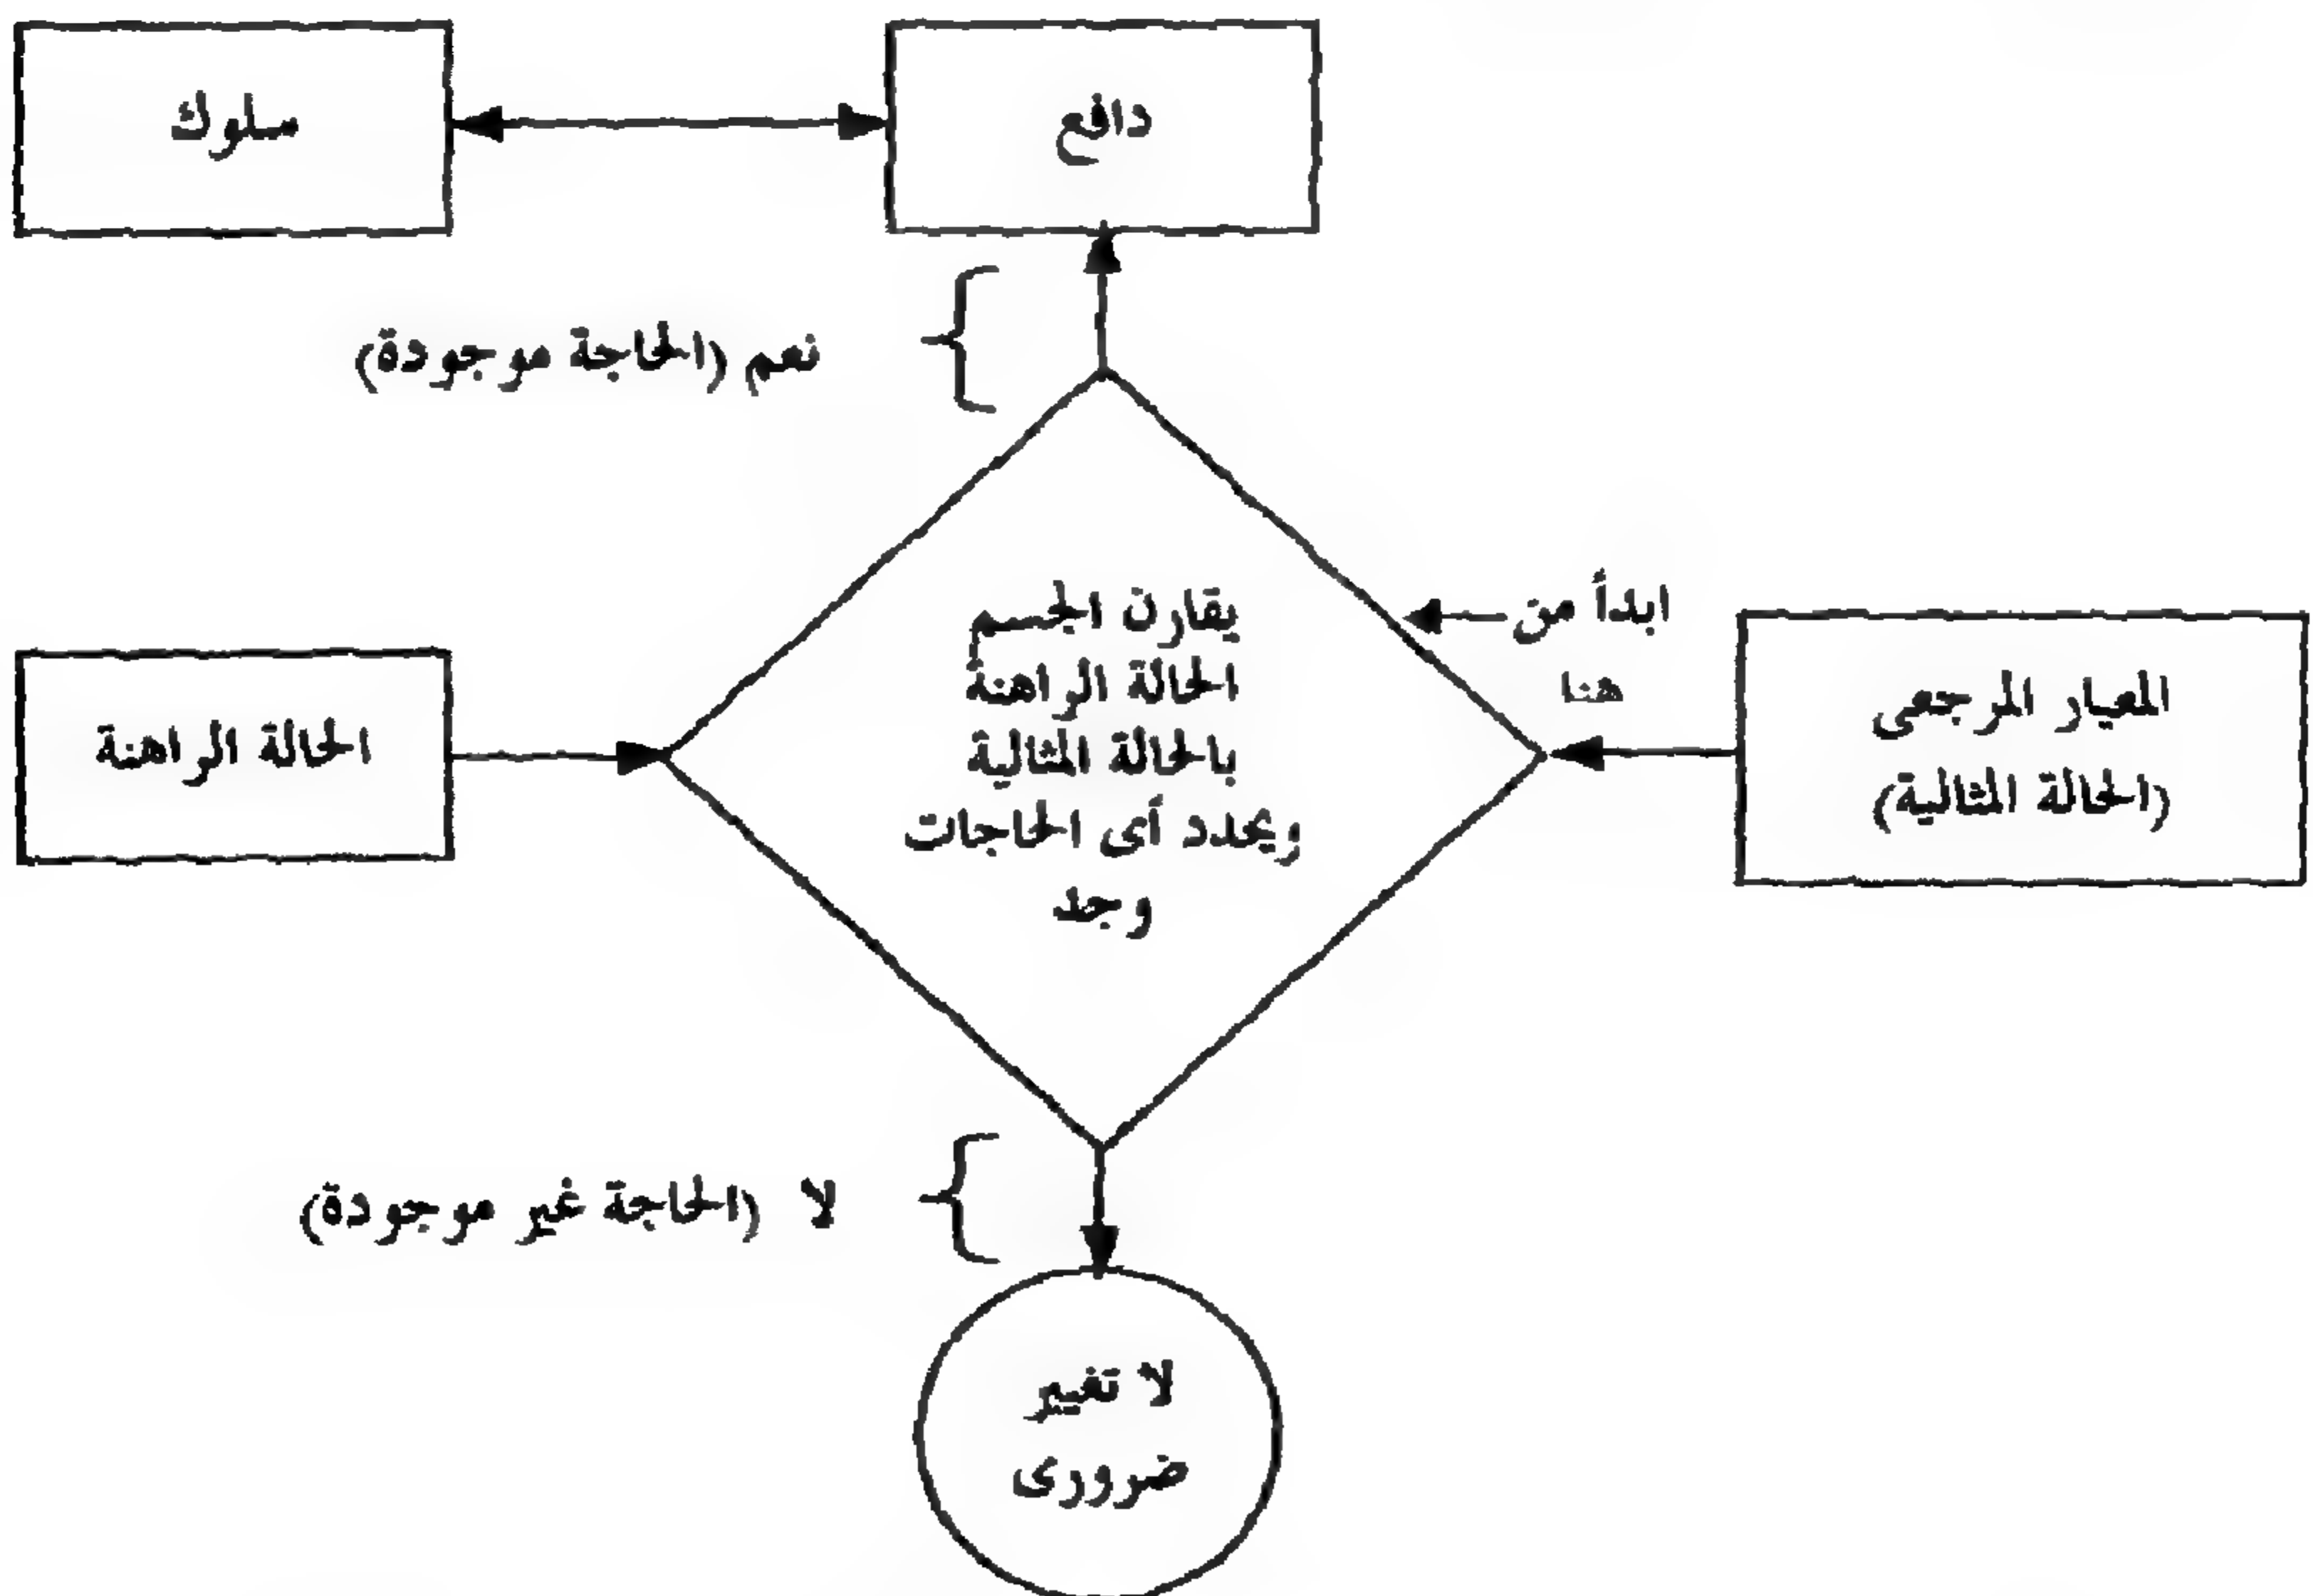 دافع
سلوك
نعم (الحاجة موجودة)
ابدأ من
هنا
المعيار المرجعى
(الحالة المثالية)
يقارن الجسم
الحالة الراهنة
بالحالة المثالية
ويحدد أى الحاجات
وجد
الحالة الراهنة
لا (الحاجة غير موجودة)
لا تغيير
ضرورى